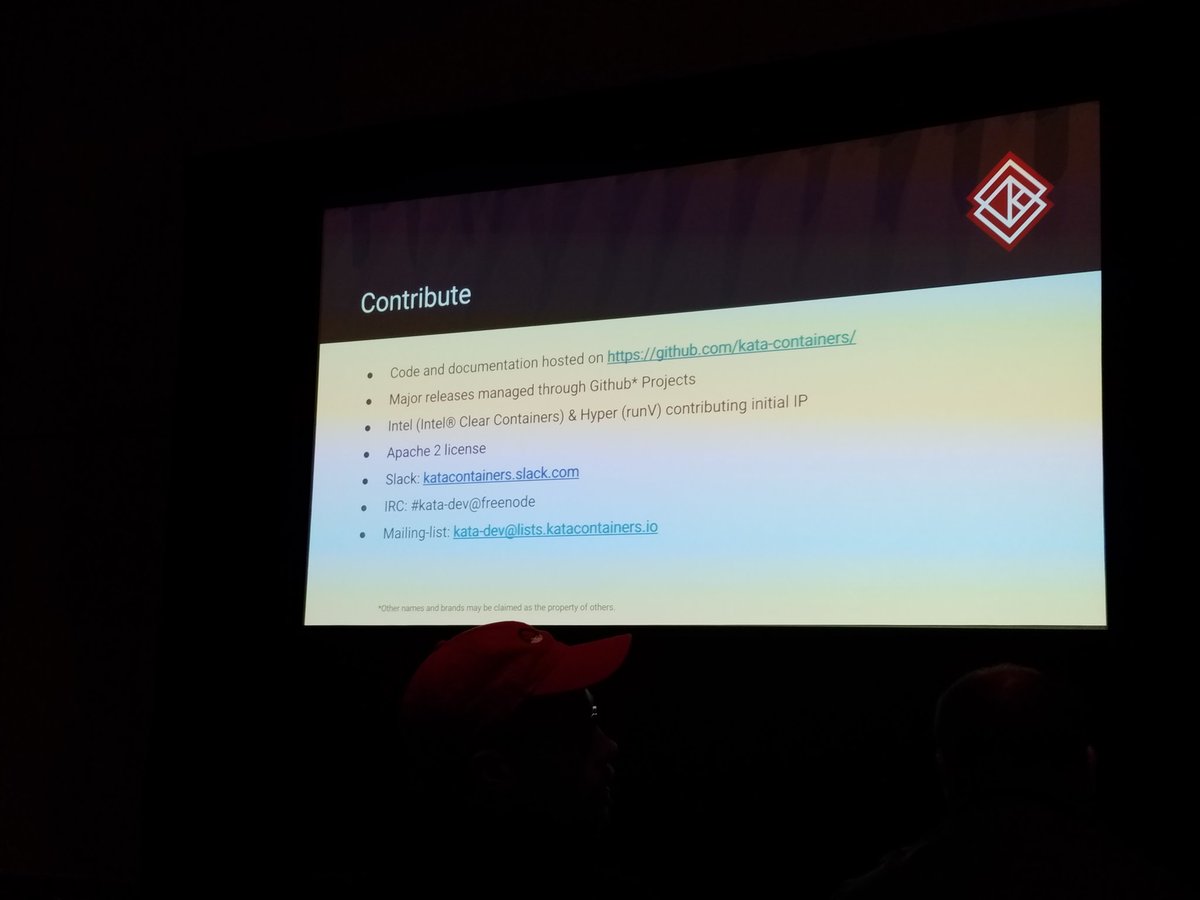 Contribute
Code and documentation hosted on https://github.com/kata-containers/
Major releases managed through Github* Projects
Intel (Intel® Clear Containers) & Hyper (runV) contributing initial IP
Apache 2 license
Slack: katacontainers.slack.com
IRC: #kata-dev@freenode
Mailing-list: kata-dev@lists.katacontainers.io
*Other names and brands may be claimed as the property of others.